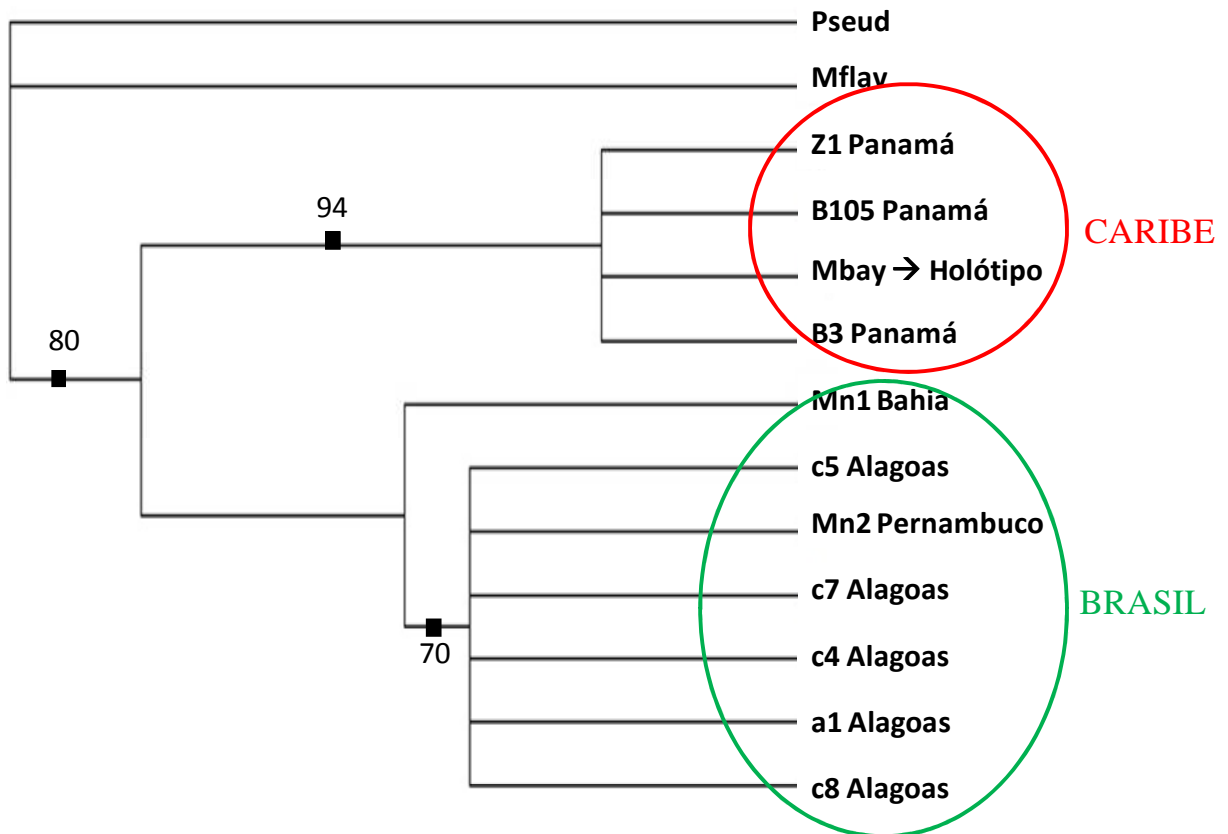 Pseud
Mflav
Z1 Panamá
94
B105 Panamá
CARIBE
Mbay → Holótipo
B3 Panamá
80
Mn1 Bahia
c5 Alagoas
Mn2 Pernambuco
c7 Alagoas
BRASIL
70
c4 Alagoas
a1 Alagoas
c8 Alagoas